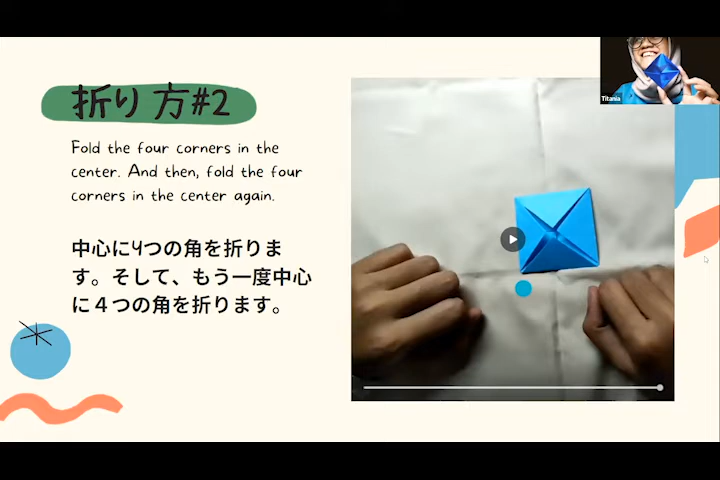 折り方#2
Fold the four corners in the
center. And then, fold the four
corners in the center again.
中心に4つの角を折りま
す。そして、もう一度中心
に４つの角を折ります。
Titania